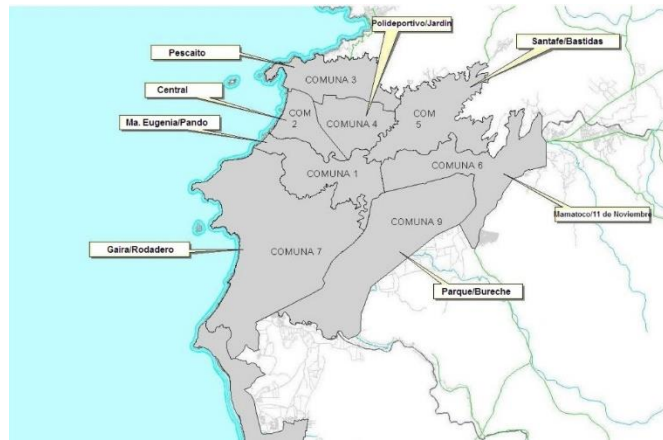 Polideportivo/Jardin
Santafe/Bastidas
Pescaito
COMUNA 3
Central
COM
2
COMUNA 4
COM
5
Ma. Eugenia/Pando
COMUNA 6
COMUNA 1
Mamatoco/11 de Noviembre
COMUNA 9
Gaira/Rodadero
COMUNA 7
Parque/Bureche